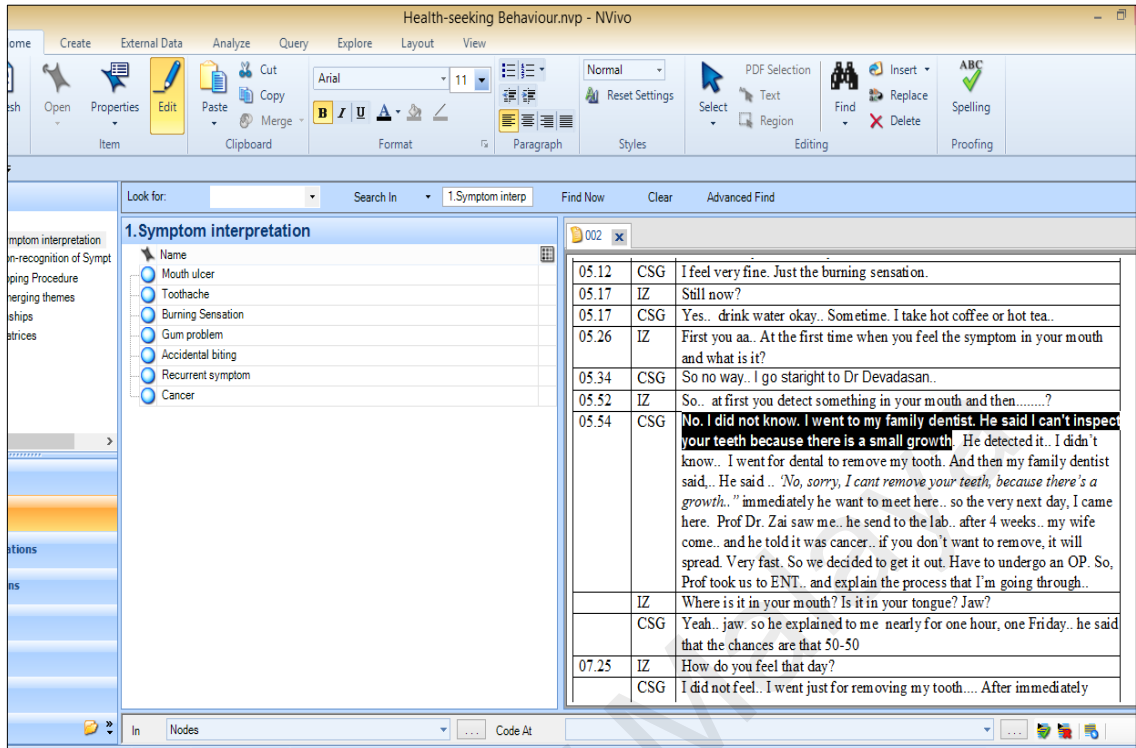 Health-seeking Behaviour.nvp - NVivo
ome Create External Data Analyze Query Explore Layout View
esh Open Properties Edit Paste Cut Copy Merge Arial 11 B I U A Normal Reset Settings Select PDF Selection Text Region Find Insert Replace Delete ABC Spelling
Item Clipboard Format Paragraph Styles Editing Proofing
Look for: Search In 1.Symptom interp Find Now Clear Advanced Find
mptom interpretation
n-recognition of Sympt
ping Procedure
nerging themes
nships
atrices
ations
ns
1.Symptom interpretation
Name
Mouth ulcer
Toothache
Burning Sensation
Gum problem
Accidental biting
Recurrent symptom
Cancer
002 x
05.12 CSG I feel very fine. Just the burning sensation.
05.17 IZ Still now?
05.17 CSG Yes.. drink water okay.. Sometime. I take hot coffee or hot tea..
05.26 IZ First you aa.. At the first time when you feel the symptom in your mouth
and what is it?
05.34 CSG So no way.. I go staright to Dr Devadasan..
05.52 IZ So.. at first you detect something in your mouth and then........?
05.54 CSG No. I did not know. I went to my family dentist. He said I can't inspect
your teeth because there is a small growth. He detected it.. I didn't
know.. I went for dental to remove my tooth. And then my family dentist
said,.. He said .. 'No, sorry, I cant remove your teeth, because there's a
growth.." immediately he want to meet here.. so the very next day, I came
here. Prof Dr. Zai saw me.. he send to the lab.. after 4 weeks.. my wife
come.. and he told it was cancer.. if you don't want to remove, it will
spread. Very fast. So we decided to get it out. Have to undergo an OP. So,
Prof took us to ENT.. and explain the process that I'm going through..
IZ Where is it in your mouth? Is it in your tongue? Jaw?
CSG Yeah.. jaw. so he explained to me nearly for one hour, one Friday.. he said
that the chances are that 50-50
07.25 IZ How do you feel that day?
CSG I did not feel.. I went just for removing my tooth.... After immediately
In Nodes ... Code At ...
Malaya